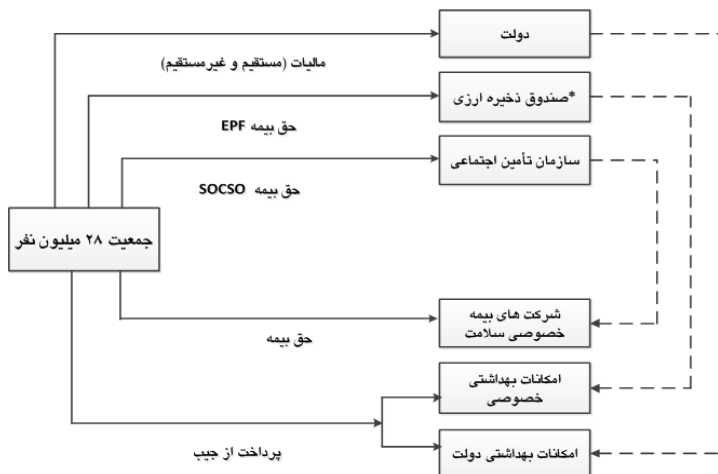 دولت
مالیات (مستقیم و غیرمستقیم)
*صندوق ذخیره ارزی
حق بیمه EPF
سازمان تأمین اجتماعی
حق بیمه SOCSO
جمعیت ۲۸ میلیون نفر
شرکت های بیمه
خصوصی سلامت
حق بیمه
امکانات بهداشتی
خصوصی
امکانات بهداشتی دولت
پرداخت از جیب